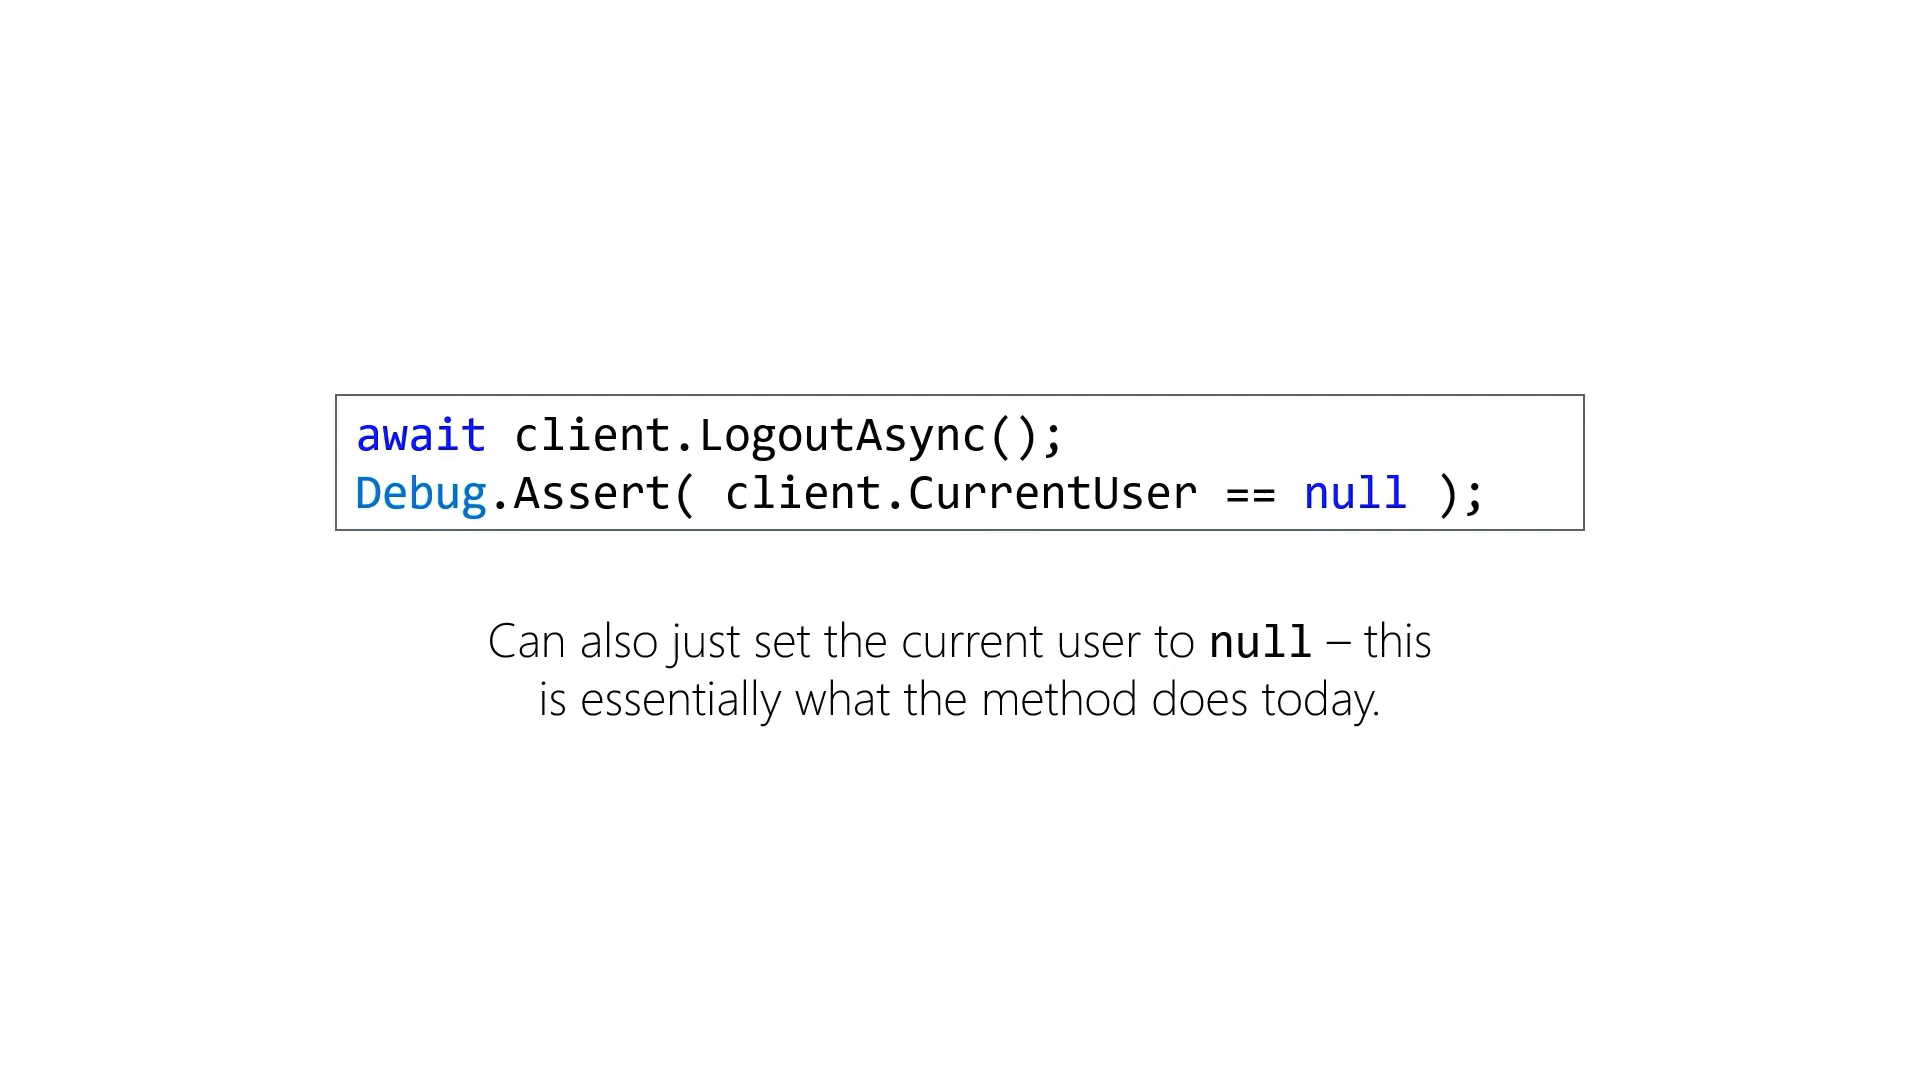 await client.LogoutAsync();
Debug.Assert( client.CurrentUser == null );
Can also just set the current user to null – this
is essentially what the method does today.